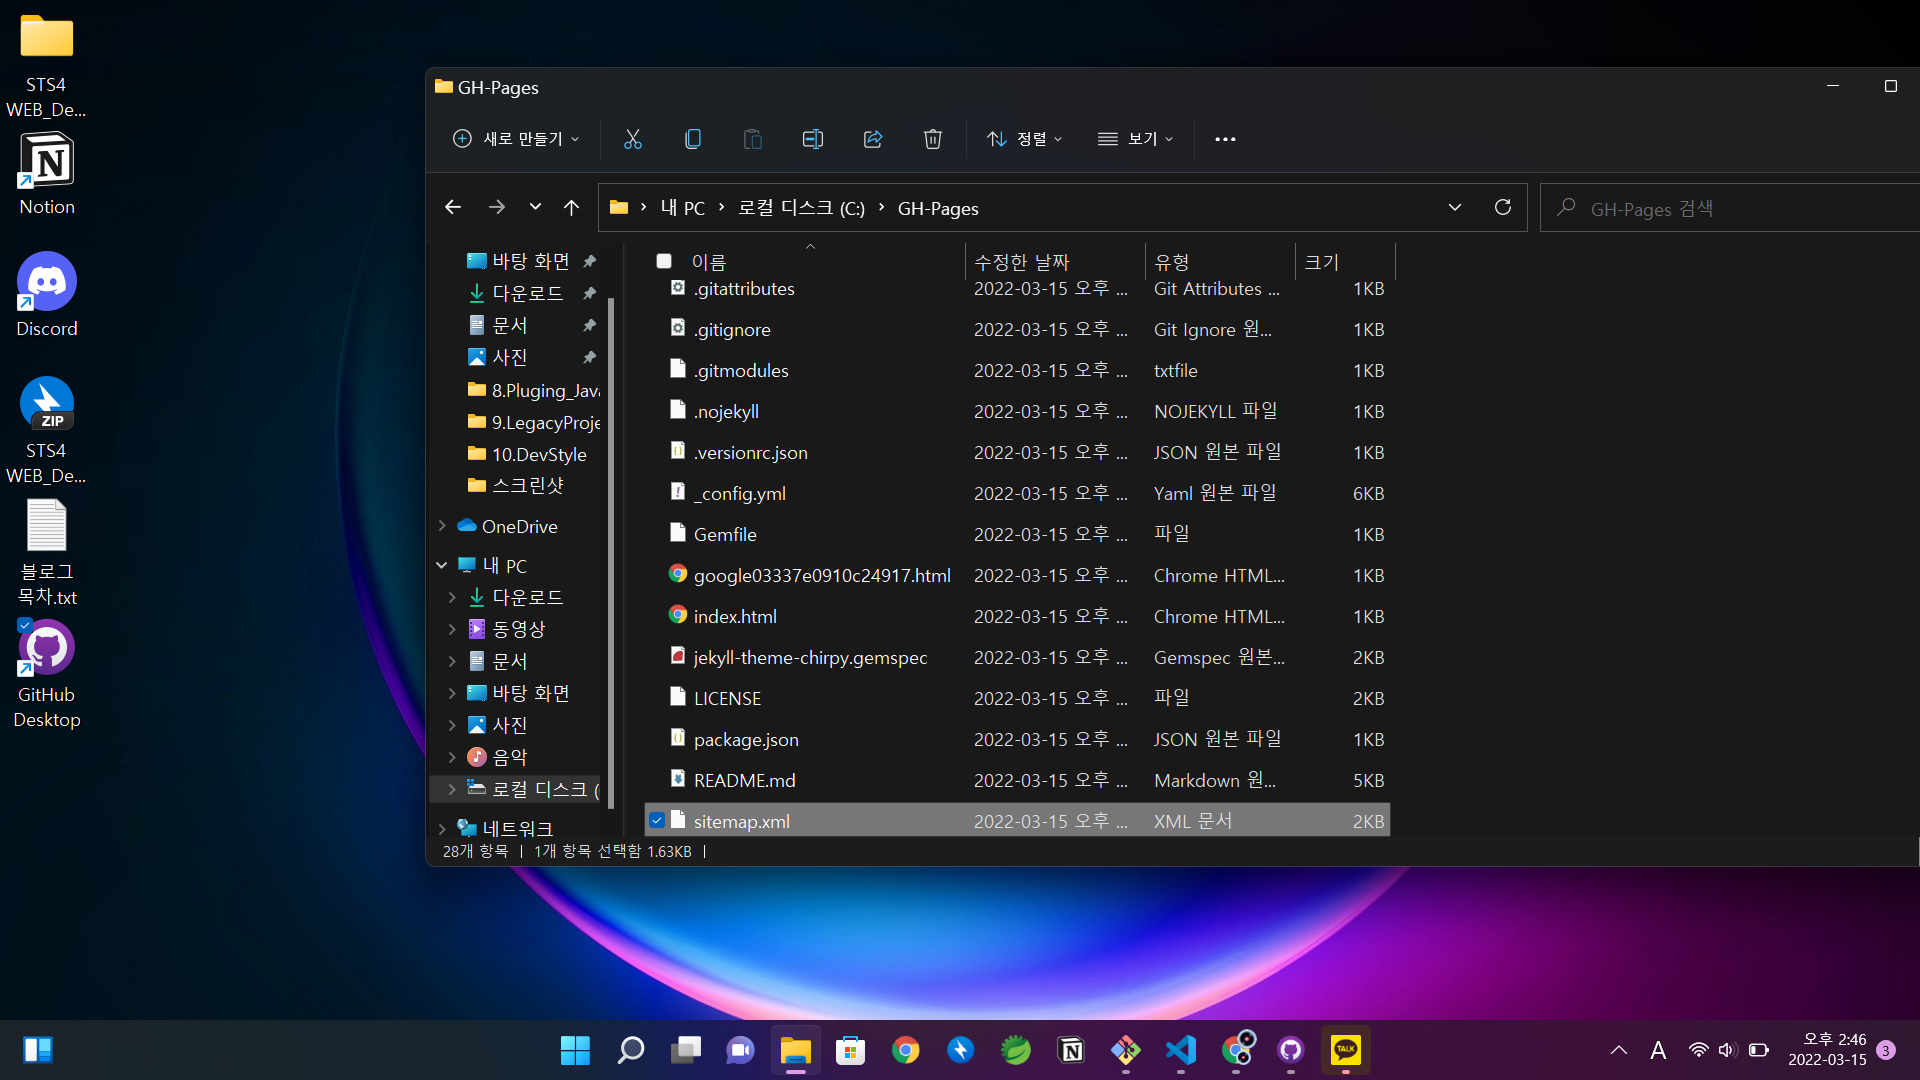 STS4
WEB_De...
Notion
Discord
ZIP
STS4
WEB_De...
블로그
목차.txt
GitHub
Desktop
GH-Pages
새로 만들기
정렬
보기
내 PC
로컬 디스크 (C:)
GH-Pages
GH-Pages 검색
바탕 화면
다운로드
문서
사진
8.Pluging_Java
9.LegacyProje
10.DevStyle
스크린샷
OneDrive
내 PC
다운로드
동영상
문서
바탕 화면
사진
음악
로컬 디스크 (
네트워크
이름 수정한 날짜 유형 크기
.gitattributes 2022-03-15 오후 ... Git Attributes ... 1KB
.gitignore 2022-03-15 오후 ... Git Ignore 원... 1KB
.gitmodules 2022-03-15 오후 ... txtfile 1KB
.nojekyll 2022-03-15 오후 ... NOJEKYLL 파일 1KB
.versionrc.json 2022-03-15 오후 ... JSON 원본 파일 1KB
_config.yml 2022-03-15 오후 ... Yaml 원본 파일 6KB
Gemfile 2022-03-15 오후 ... 파일 1KB
google03337e0910c24917.html 2022-03-15 오후 ... Chrome HTML... 1KB
index.html 2022-03-15 오후 ... Chrome HTML... 1KB
jekyll-theme-chirpy.gemspec 2022-03-15 오후 ... Gemspec 원본... 2KB
LICENSE 2022-03-15 오후 ... 파일 2KB
package.json 2022-03-15 오후 ... JSON 원본 파일 1KB
README.md 2022-03-15 오후 ... Markdown 원... 5KB
sitemap.xml 2022-03-15 오후 ... XML 문서 2KB
28개 항목 | 1개 항목 선택함 1.63KB |
TALK
A
오후 2:46
2022-03-15
3